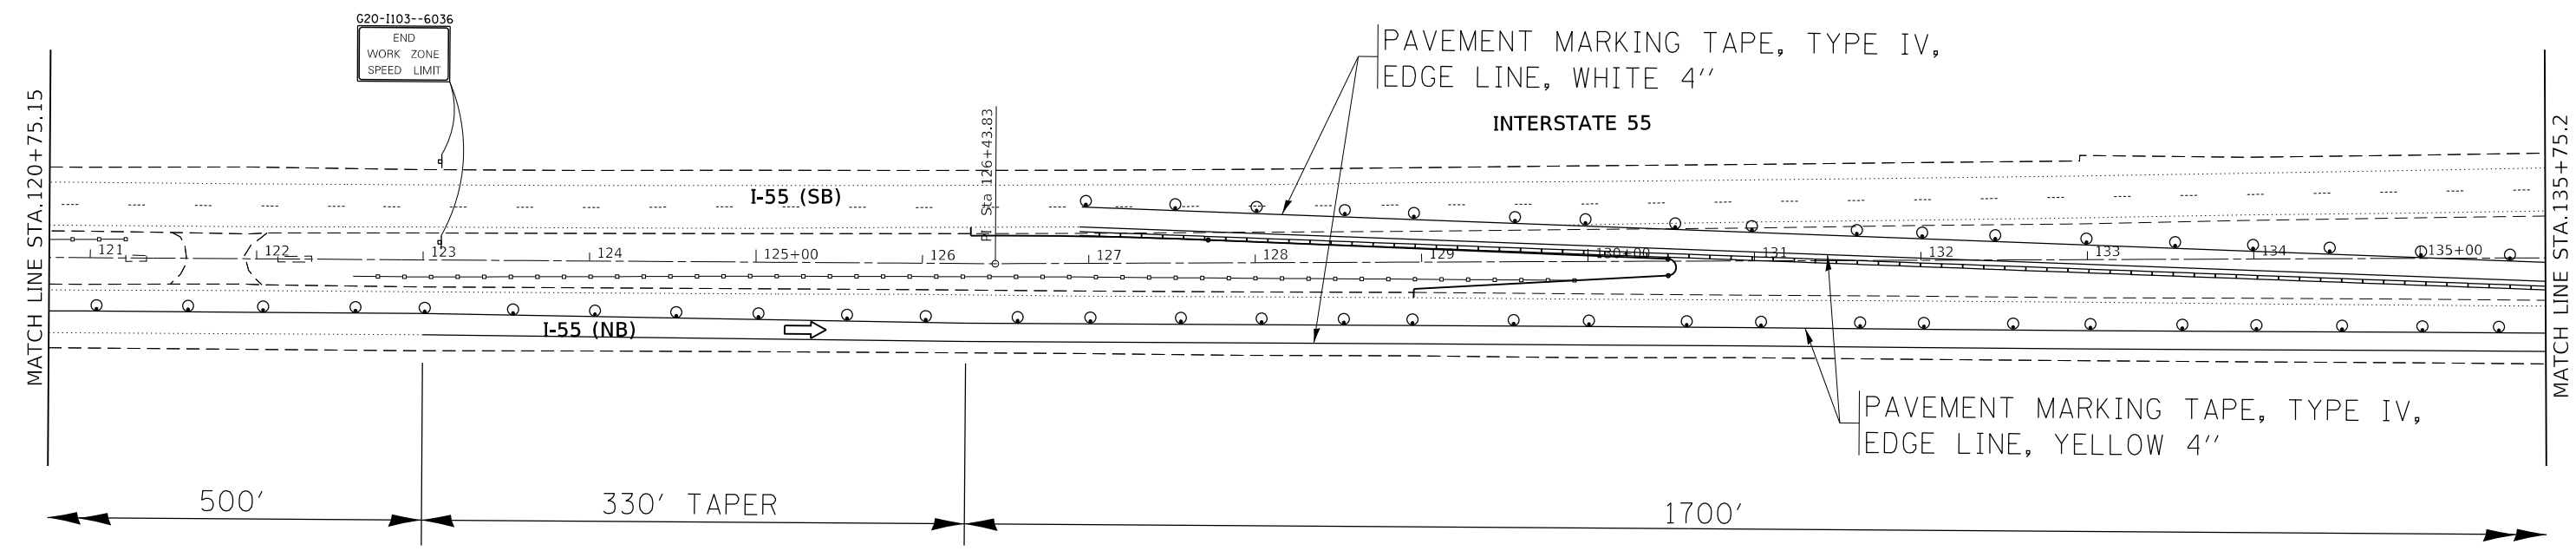 G20-I103--6036
END
WORK ZONE
SPEED LIMIT
PAVEMENT MARKING TAPE, TYPE IV,
EDGE LINE, WHITE 4''
INTERSTATE 55
MATCH LINE STA.120+75.15
PI Sta 126+43.83
MATCH LINE STA.135+75.2
I-55 (SB)
121
122
123
124
125+00
126
127
128
129
130+00
131
132
133
134
135+00
I-55 (NB)
PAVEMENT MARKING TAPE, TYPE IV,
EDGE LINE, YELLOW 4''
500'
330' TAPER
1700'